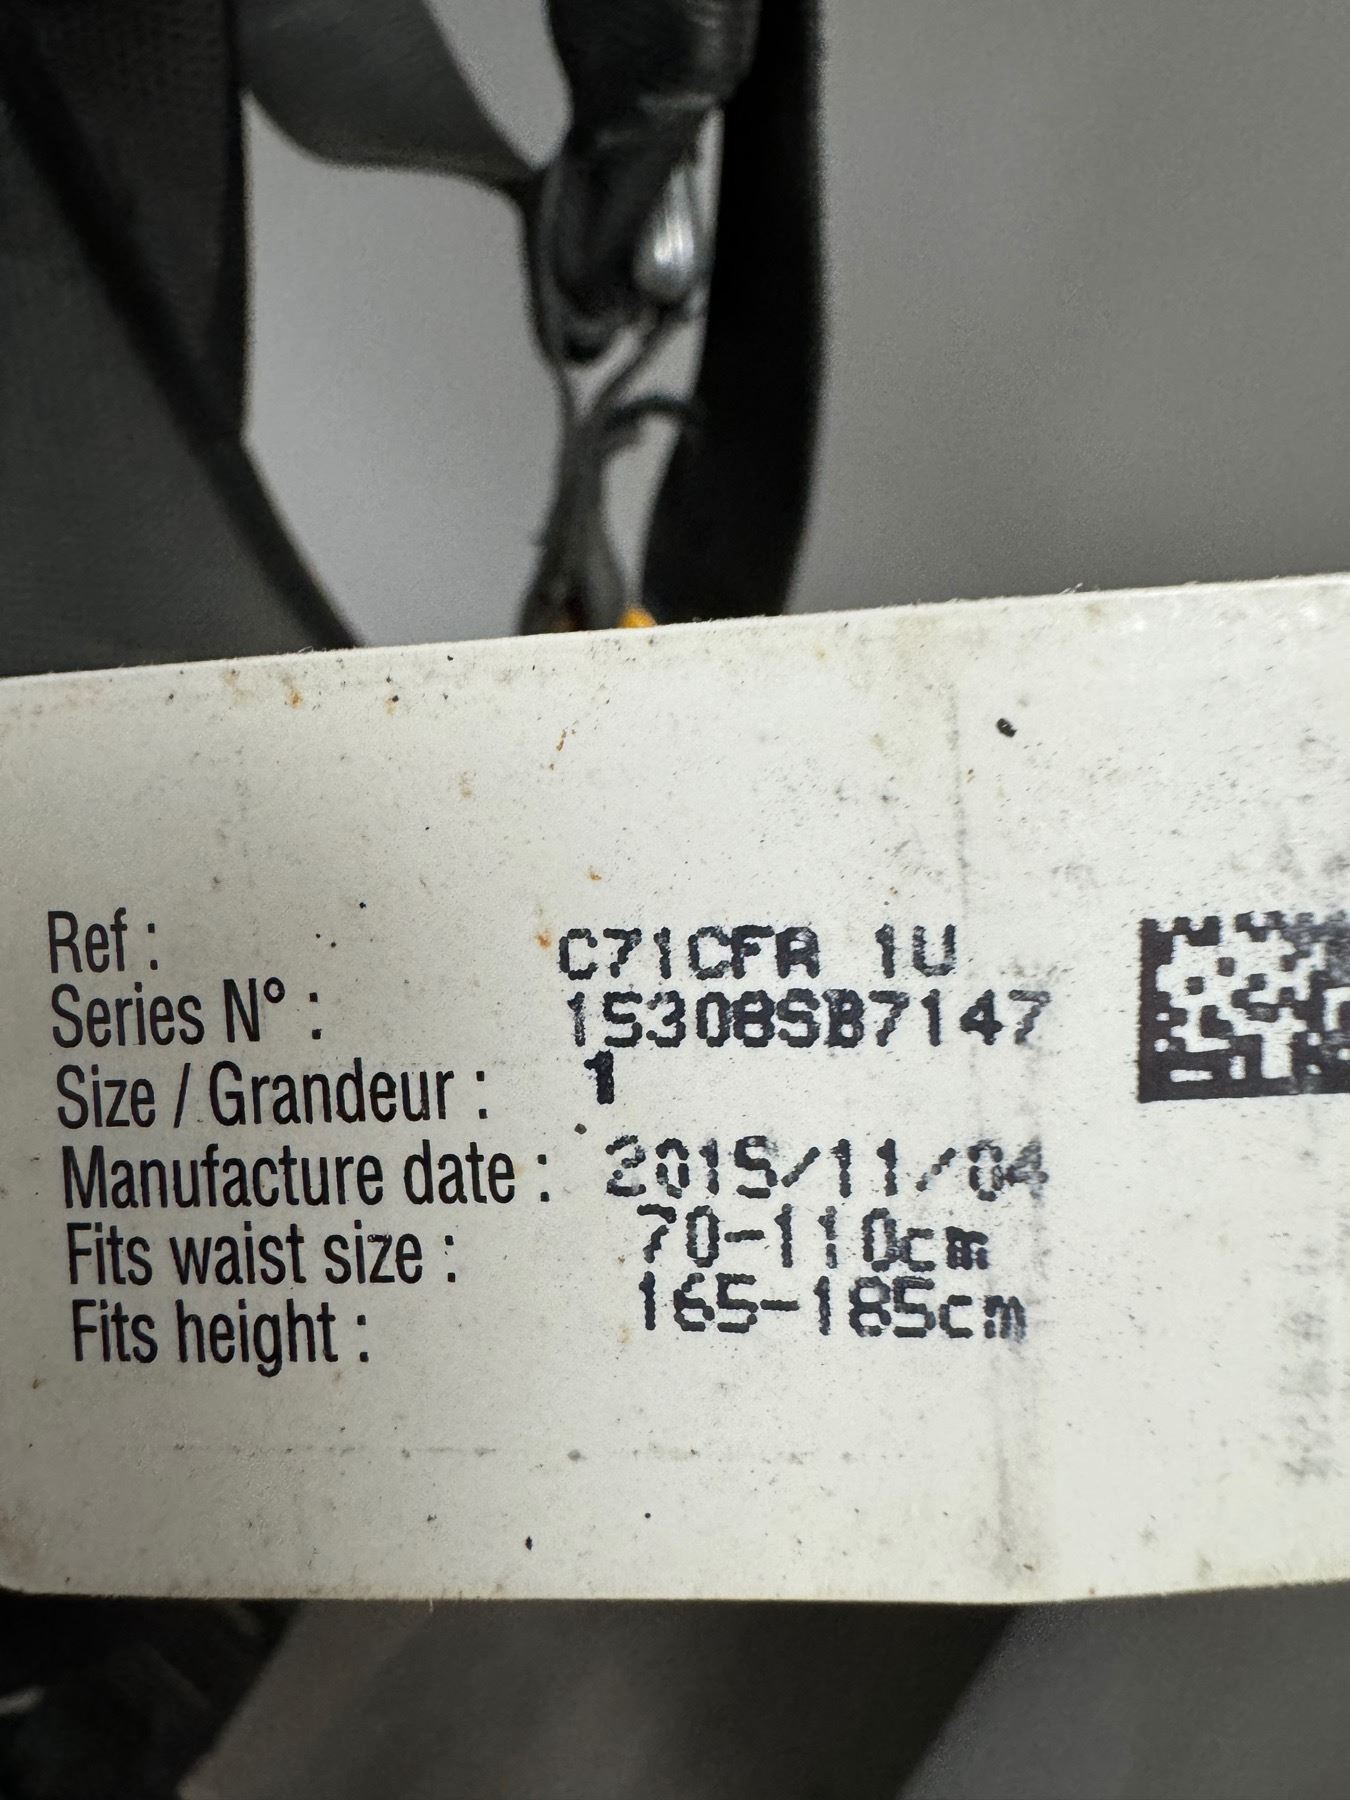 Ref : C71CFA 1U
Series N° : 15308SB7147
Size / Grandeur : 1
Manufacture date : 2015/11/04
Fits waist size : 70-110cm
Fits height : 165-185cm